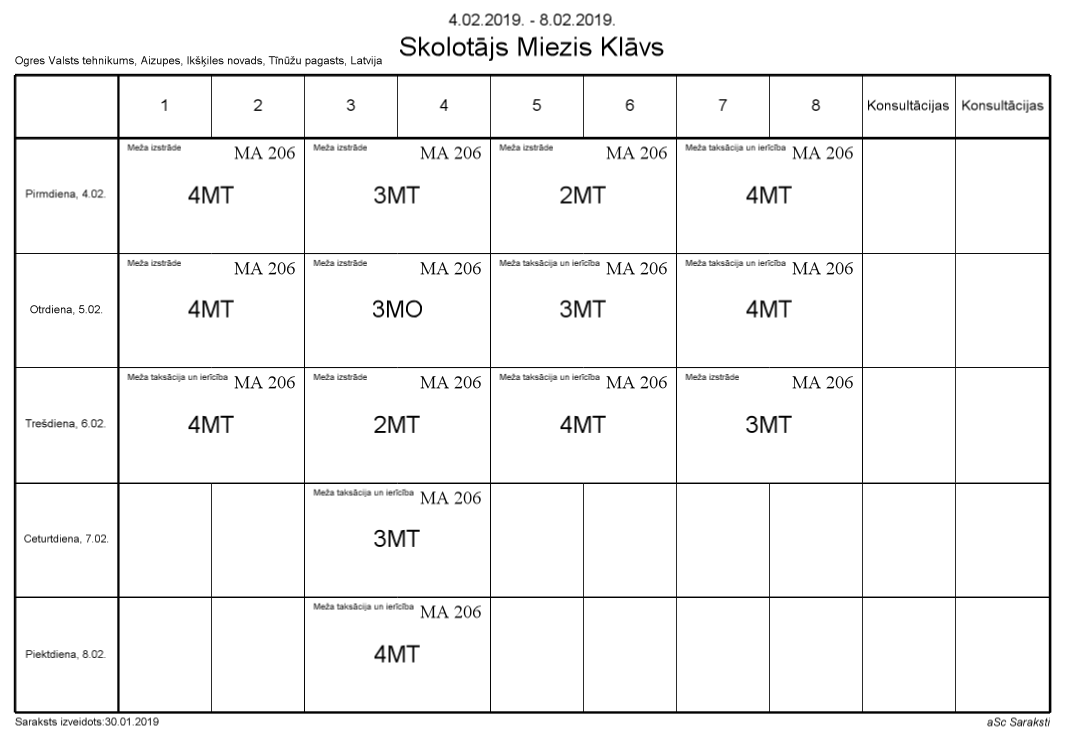 4.02.2019. - 8.02.2019.
Skolotājs Miezis Klāvs
Ogres Valsts tehnikums, Aizupes, Ikšķiles novads, Tīnūžu pagasts, Latvija
1 2 3 4 5 6 7 8 Konsultācijas Konsultācijas
Meža izstrāde MA 206 Meža izstrāde MA 206 Meža izstrāde MA 206 Meža taksācija un ierīcība MA 206
Pirmdiena, 4.02. 4MT 3MT 2MT 4MT
Meža izstrāde MA 206 Meža izstrāde MA 206 Meža taksācija un ierīcība MA 206 Meža taksācija un ierīcība MA 206
Otrdiena, 5.02. 4MT 3MO 3MT 4MT
Meža taksācija un ierīcība MA 206 Meža izstrāde MA 206 Meža taksācija un ierīcība MA 206 Meža izstrāde MA 206
Trešdiena, 6.02. 4MT 2MT 4MT 3MT
Meža taksācija un ierīcība MA 206
Ceturtdiena, 7.02. 3MT
Meža taksācija un ierīcība MA 206
Piektdiena, 8.02. 4MT
Saraksts izveidots:30.01.2019 aSc Saraksti